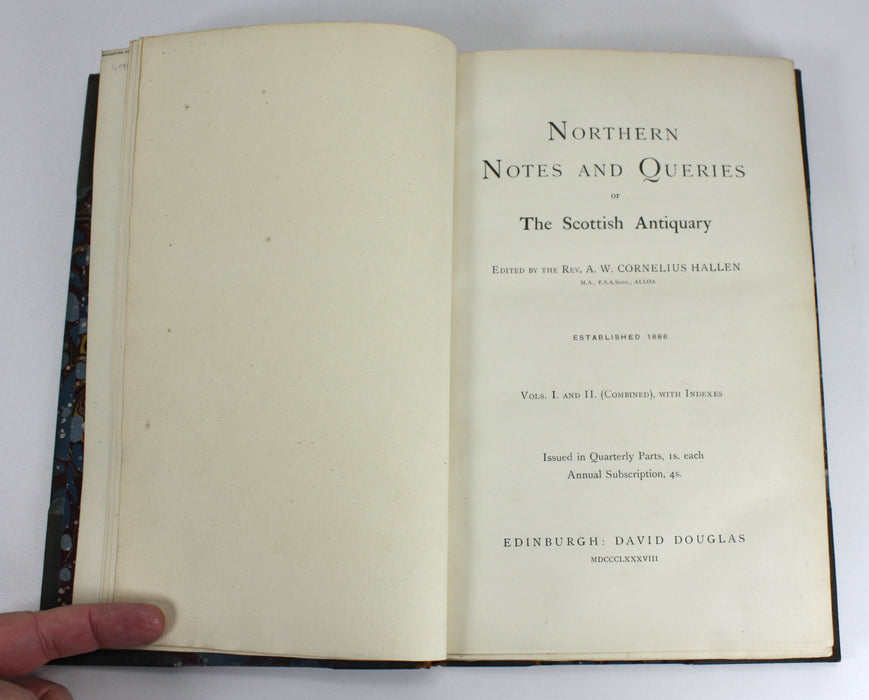 Northern
Notes and Queries
or
The Scottish Antiquary
Edited by the Rev. A. W. CORNELIUS HALLEN
M.A., F.S.A.Scot., ALLOA
ESTABLISHED 1886
Vols. I. and II. (Combined), with Indexes
Issued in Quarterly Parts, 1s. each
Annual Subscription, 4s.
EDINBURGH: DAVID DOUGLAS
MDCCCLXXXVIII